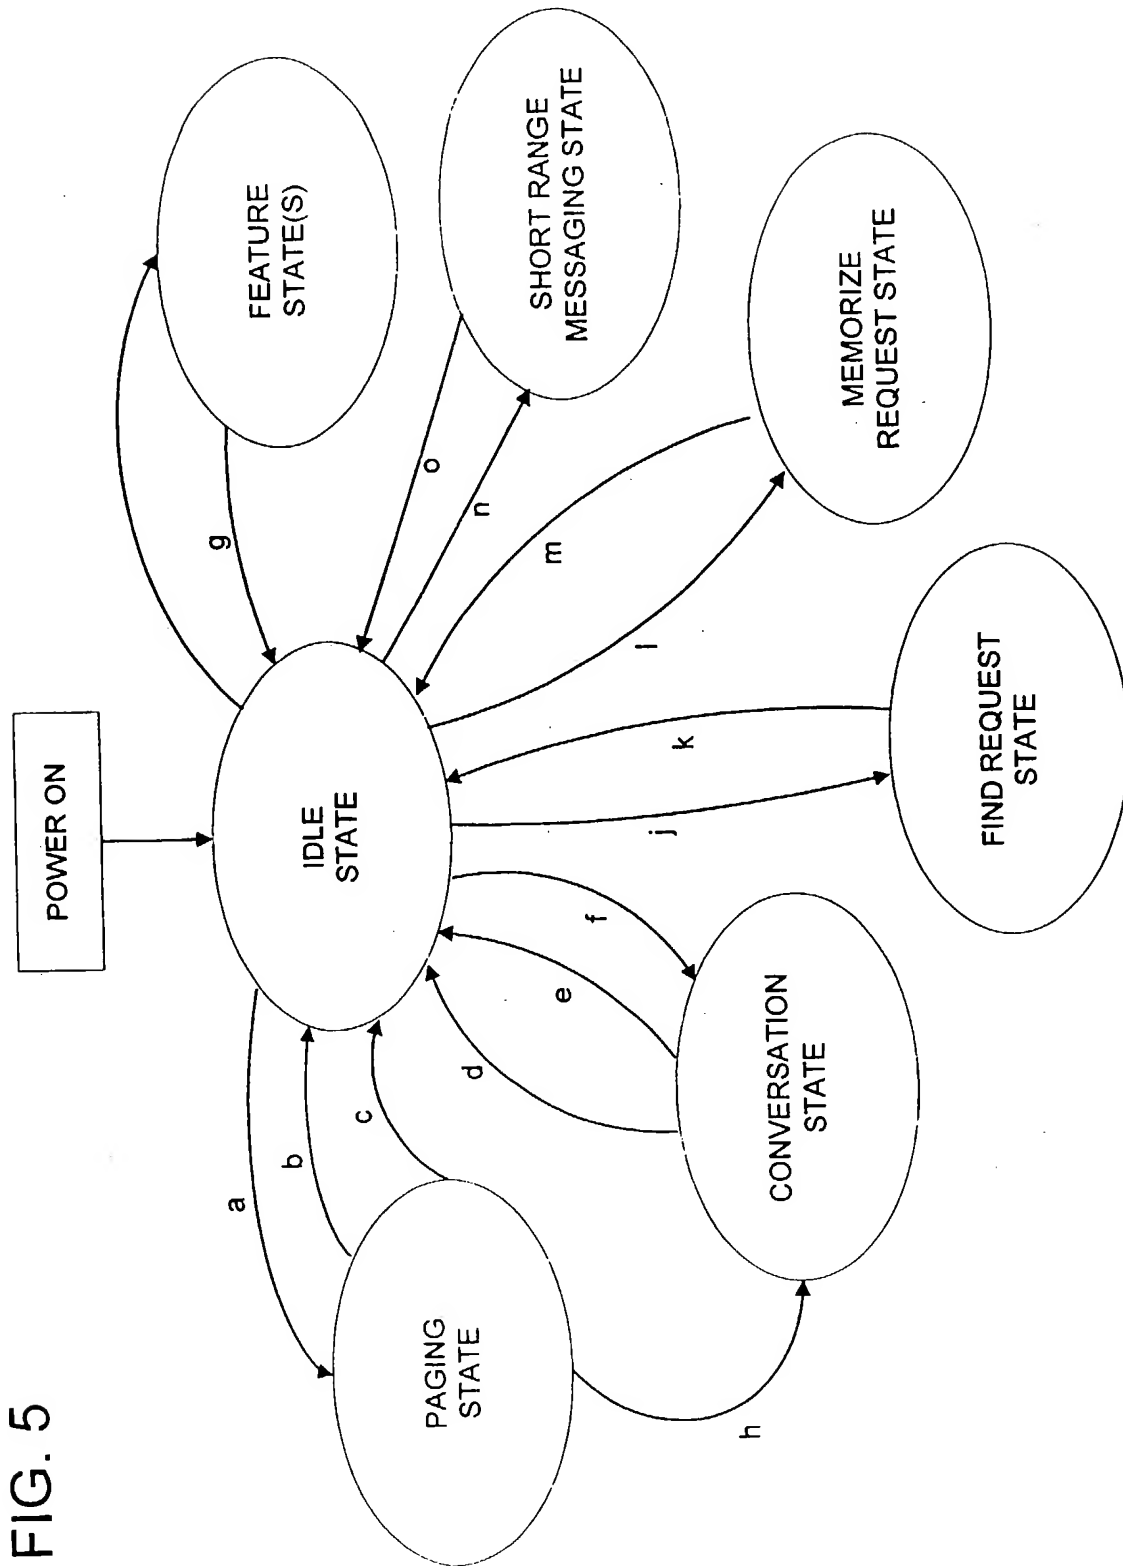 FIG. 5
POWER ON
IDLE
STATE
FEATURE
STATE(S)
SHORT RANGE
MESSAGING STATE
MEMORIZE
REQUEST STATE
FIND REQUEST
STATE
CONVERSATION
STATE
PAGING
STATE
a
b
c
d
e
f
g
h
j
k
l
m
n
o